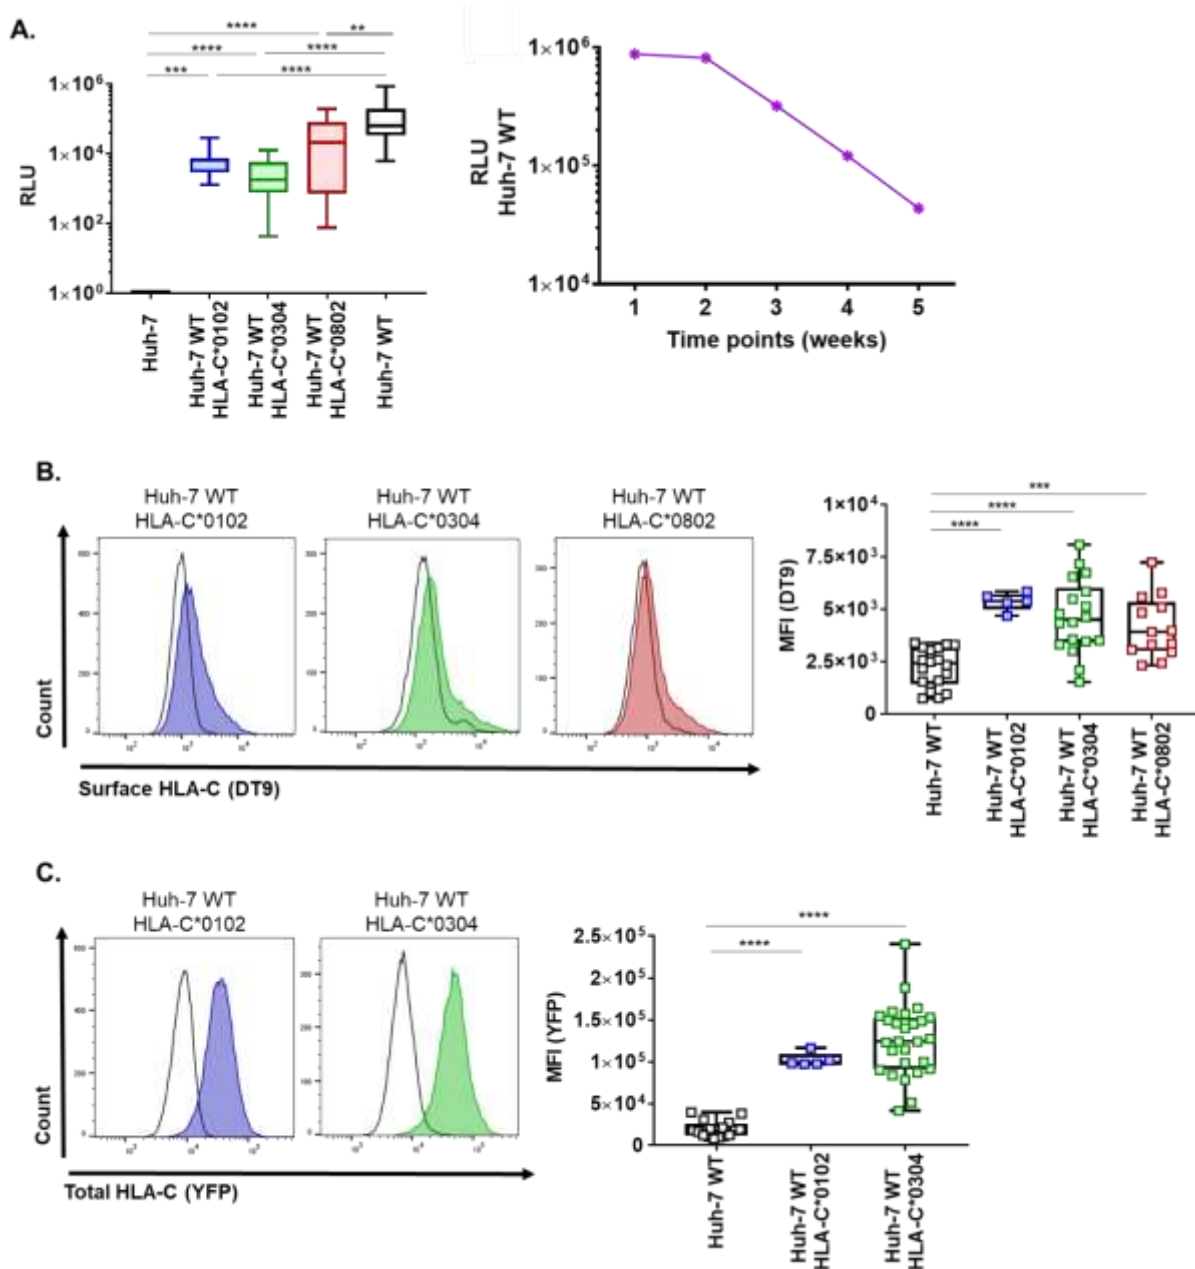 A.
****
**
****
****
***
****
1×10⁶
1×10⁴
1×10²
1×10⁰
RLU
Huh-7
Huh-7 WT
HLA-C*0102
Huh-7 WT
HLA-C*0304
Huh-7 WT
HLA-C*0802
Huh-7 WT
1×10⁶
1×10⁵
1×10⁴
RLU
Huh-7 WT
1 2 3 4 5
Time points (weeks)
B.
Huh-7 WT
HLA-C*0102
Huh-7 WT
HLA-C*0304
Huh-7 WT
HLA-C*0802
Count
Surface HLA-C (DT9)
***
****
****
1×10⁴
7.5×10³
5×10³
2.5×10³
0
MFI (DT9)
Huh-7 WT
Huh-7 WT
HLA-C*0102
Huh-7 WT
HLA-C*0304
Huh-7 WT
HLA-C*0802
C.
Huh-7 WT
HLA-C*0102
Huh-7 WT
HLA-C*0304
Count
Total HLA-C (YFP)
****
****
2.5×10⁵
2×10⁵
1.5×10⁵
1×10⁵
5×10⁴
0
MFI (YFP)
Huh-7 WT
Huh-7 WT
HLA-C*0102
Huh-7 WT
HLA-C*0304